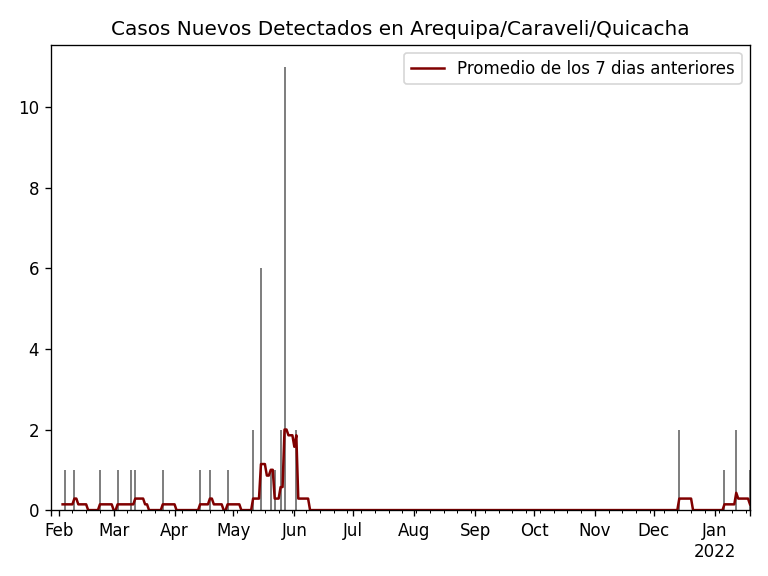 Casos Nuevos Detectados en Arequipa/Caraveli/Quicacha
Promedio de los 7 dias anteriores
10
8
6
4
2
0
Feb Mar Apr May Jun Jul Aug Sep Oct Nov Dec Jan
2022